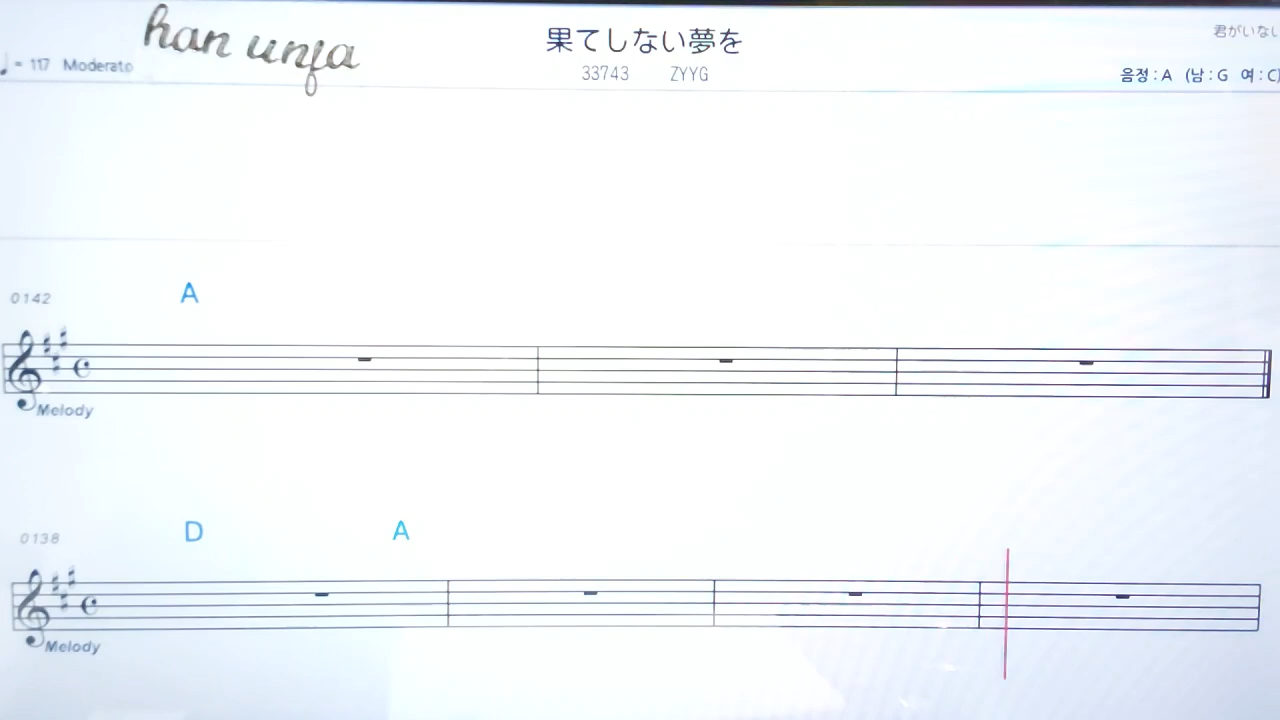 han unfa
果てしない夢を
君がいない
♩= 117 Moderato
33743 ZYYG
음정 : A (남 : G 여 : C)
A
0142
Melody
D A
0138
Melody